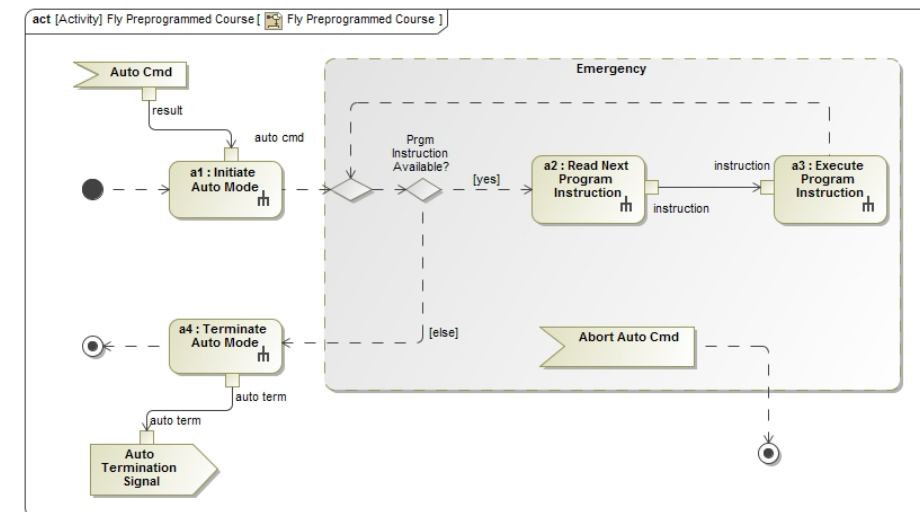 act [Activity] Fly Preprogrammed Course [ Fly Preprogrammed Course ]
Auto Cmd
result
auto cmd
a1 : Initiate
Auto Mode
Emergency
Prgm
Instruction
Available?
[yes]
a2 : Read Next
Program
Instruction
instruction
instruction
a3 : Execute
Program
Instruction
[else]
a4 : Terminate
Auto Mode
auto term
auto term
Auto
Termination
Signal
Abort Auto Cmd